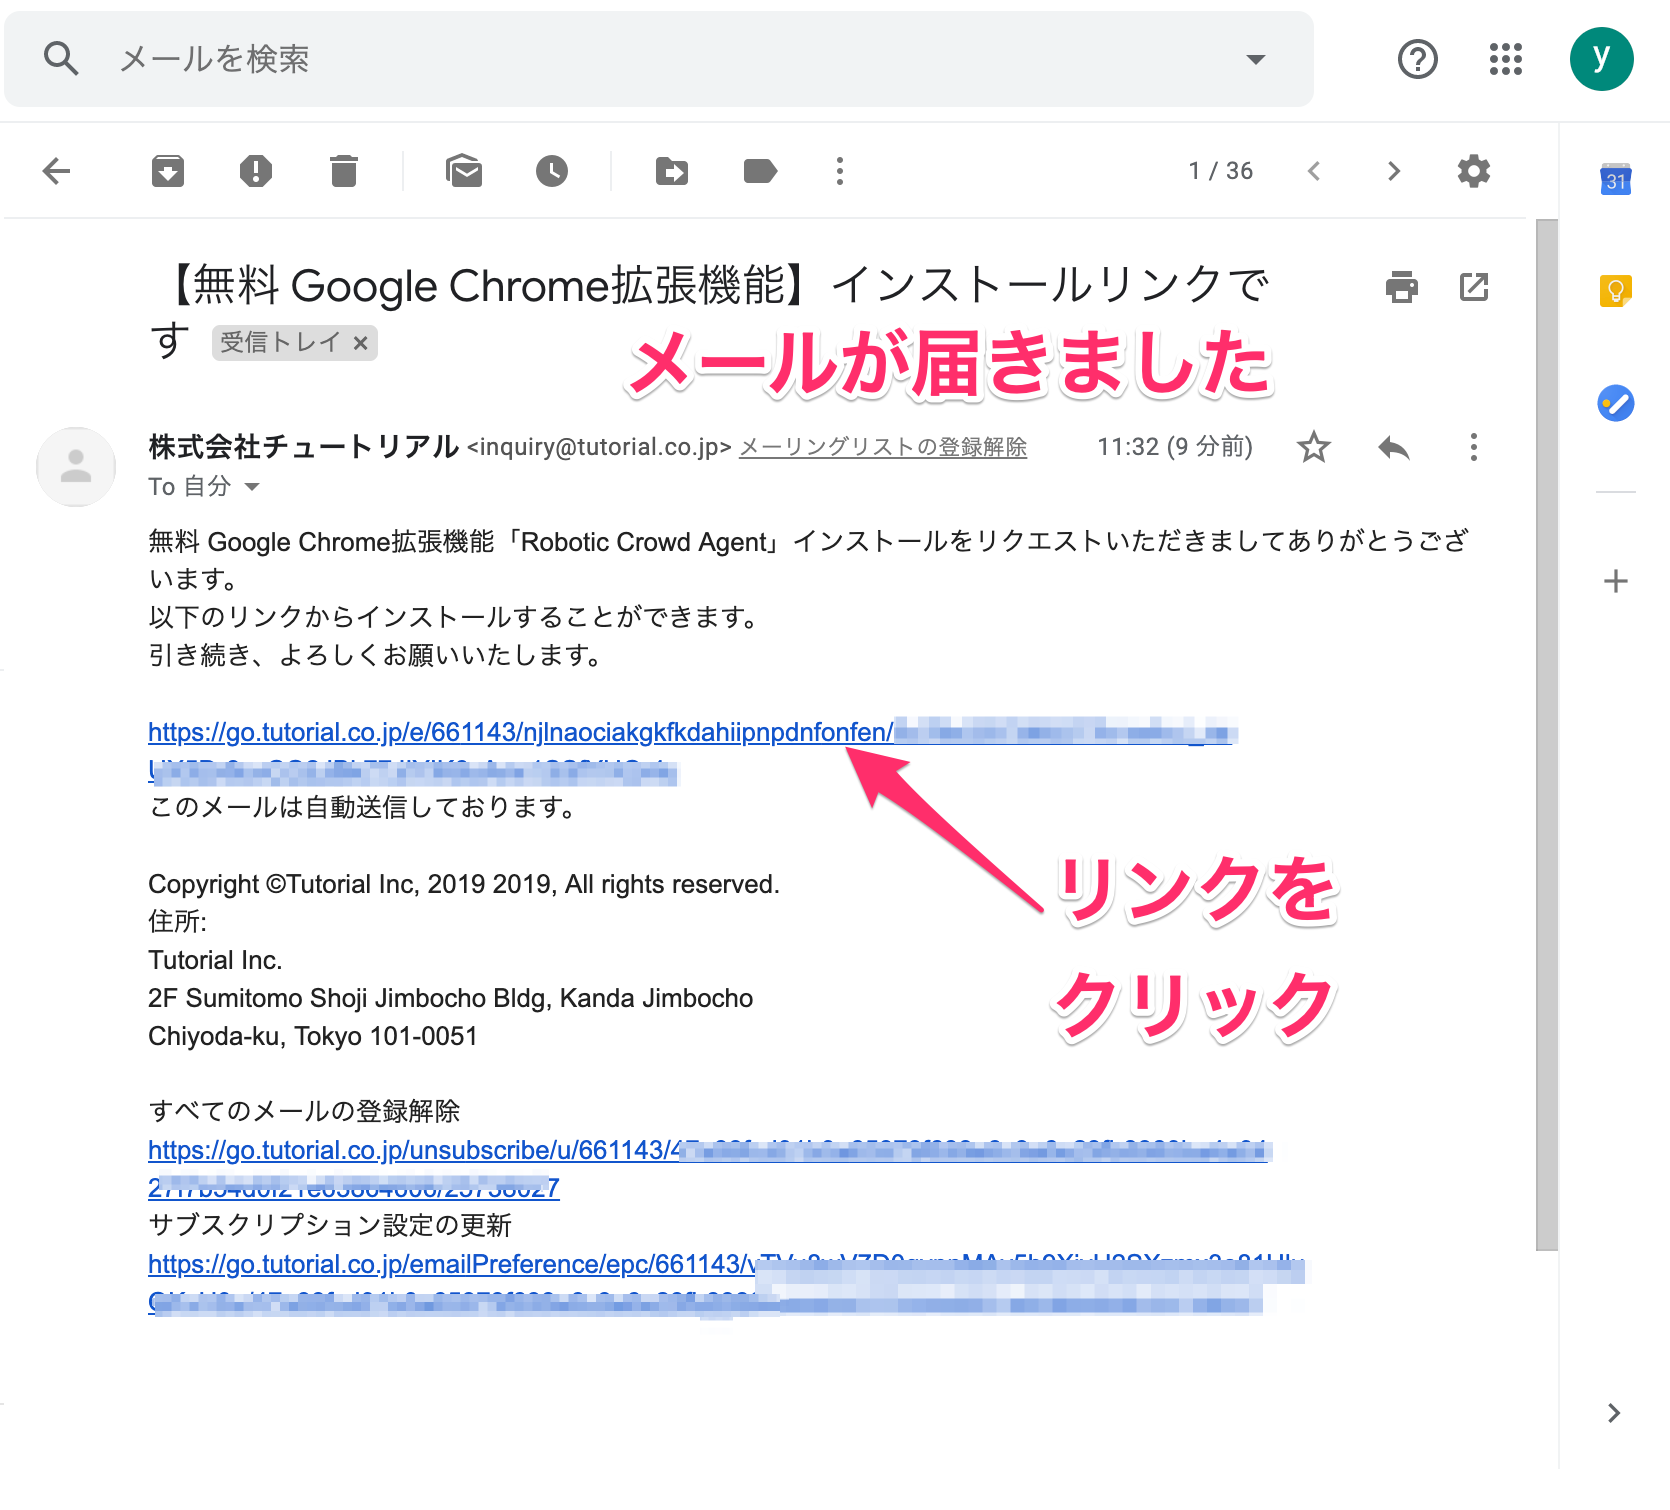 メールを検索
y
1 / 36
31
【無料 Google Chrome拡張機能】インストールリンクで
す 受信トレイ ×
メールが届きました
株式会社チュートリアル <inquiry@tutorial.co.jp> メーリングリストの登録解除 11:32 (9 分前)
To 自分
無料 Google Chrome拡張機能「Robotic Crowd Agent」インストールをリクエストいただきましてありがとうござ
います。
以下のリンクからインストールすることができます。
引き続き、よろしくお願いいたします。
https://go.tutorial.co.jp/e/661143/njlnaociakgkfkdahiipnpdnfonfen/
このメールは自動送信しております。
リンクを
クリック
Copyright ©Tutorial Inc, 2019 2019, All rights reserved.
住所:
Tutorial Inc.
2F Sumitomo Shoji Jimbocho Bldg, Kanda Jimbocho
Chiyoda-ku, Tokyo 101-0051
すべてのメールの登録解除
https://go.tutorial.co.jp/unsubscribe/u/661143/
サブスクリプション設定の更新
https://go.tutorial.co.jp/emailPreference/epc/661143/